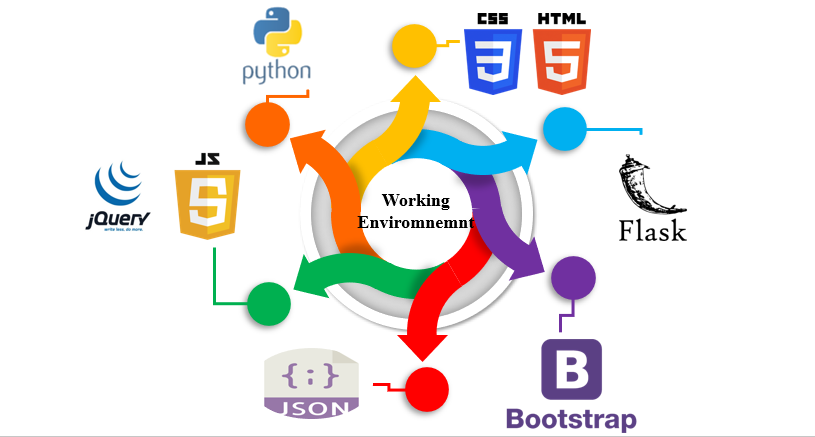 python
CSS
3
HTML
5
Flask
Bootstrap
B
{;}
JSON
jQuery
write less, do more.
JS
5
Working
Enviromnemnt